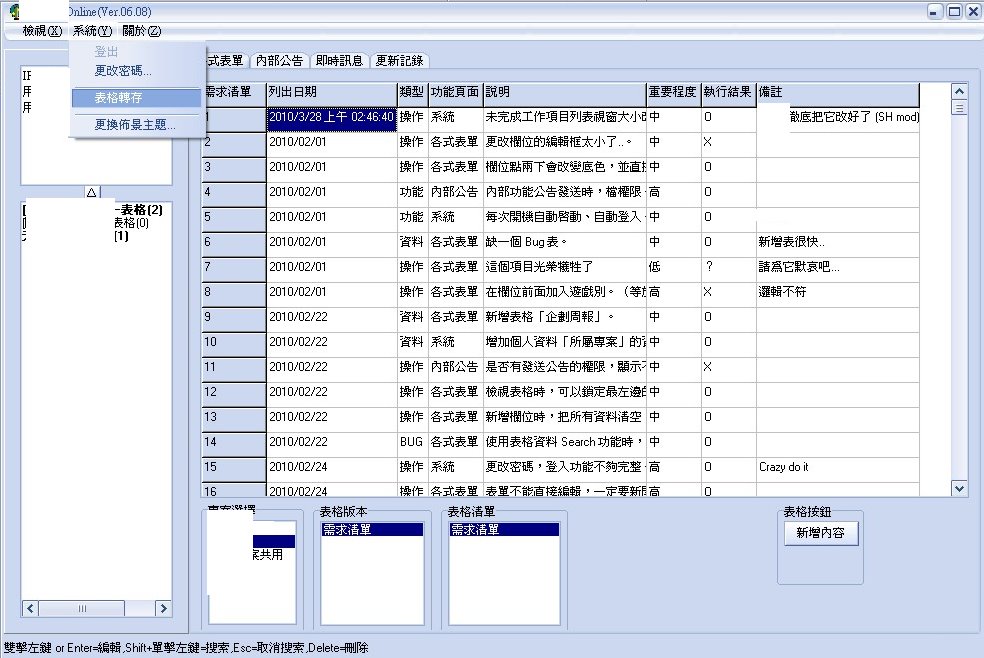 Online(Ver.06.08)
檢視(X) 系統(Y) 關於(Z)
登出
更改密碼...
表格轉存
更換佈景主題...
式表單 內部公告 即時訊息 更新記錄
用
用
-表格(2)
表格(0)
(1)
需求清單 列出日期 類型 功能頁面 說明 重要程度 執行結果 備註
1 2010/3/28 上午 02:46:40 操作 系統 未完成工作項目列表視窗大小 中 O 徹底把它改好了 (SH mod)
2 2010/02/01 操作 各式表單 更改欄位的編輯框太小了..。 中 X
3 2010/02/01 操作 各式表單 欄位點兩下會改變底色，並直 中 O
4 2010/02/01 功能 內部公告 內部功能公告發送時，檔權限 高 O
5 2010/02/01 功能 系統 每次開機自動啓動、自動登入 中 O
6 2010/02/01 資料 各式表單 缺一個 Bug 表。 中 O 新增表很快..
7 2010/02/01 操作 各式表單 這個項目光榮犧牲了 低 ? 請爲它默哀吧...
8 2010/02/01 操作 各式表單 在欄位前面加入遊戲別。（等 高 X 邏輯不符
9 2010/02/22 資料 各式表單 新增表格「企劃周報」。 中 O
10 2010/02/22 資料 系統 增加個人資料「所屬專案」的 中 O
11 2010/02/22 操作 內部公告 是否有發送公告的權限，顯示 中 X
12 2010/02/22 操作 各式表單 檢視表格時，可以鎖定最左邊 中 O
13 2010/02/22 操作 各式表單 新增欄位時，把所有資料清空 中 O
14 2010/02/22 BUG 各式表單 使用表格資料 Search 功能時， 中 O
15 2010/02/24 操作 系統 更改密碼，登入功能不夠完整 高 O Crazy do it
16 2010/02/24 操作 各式表單 表單不能直接編輯，一定要新 高 O
專案選擇 表格版本 表格清單 表格按鈕
需求清單 需求清單 新增內容
案共用
雙擊左鍵 or Enter=編輯,Shift+單擊左鍵=搜索,Esc=取消搜索,Delete=刪除